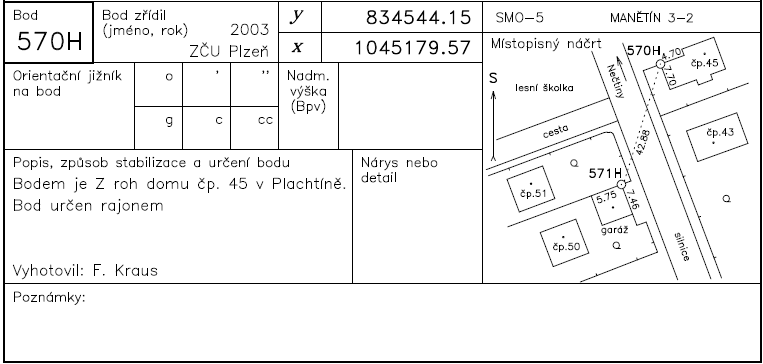 Bod
570H
Bod zřídil
(jméno, rok) 2003
ZČU Plzeň
y 834544.15
x 1045179.57
SMO-5 MANĚTÍN 3-2
Orientační jižník
na bod
o ' ''
g c cc
Nadm.
výška
(Bpv)
Popis, způsob stabilizace a určení bodu
Bodem je Z roh domu čp. 45 v Plachtíně.
Bod určen rajonem
Vyhotovil: F. Kraus
Nárys nebo
detail
Místopisný náčrt
570H
4.70
7.70
čp.45
Nečtiny
S
lesní školka
cesta
42.88
čp.43
571H
čp.51
5.75
7.46
garáž
čp.50
silnice
Poznámky: